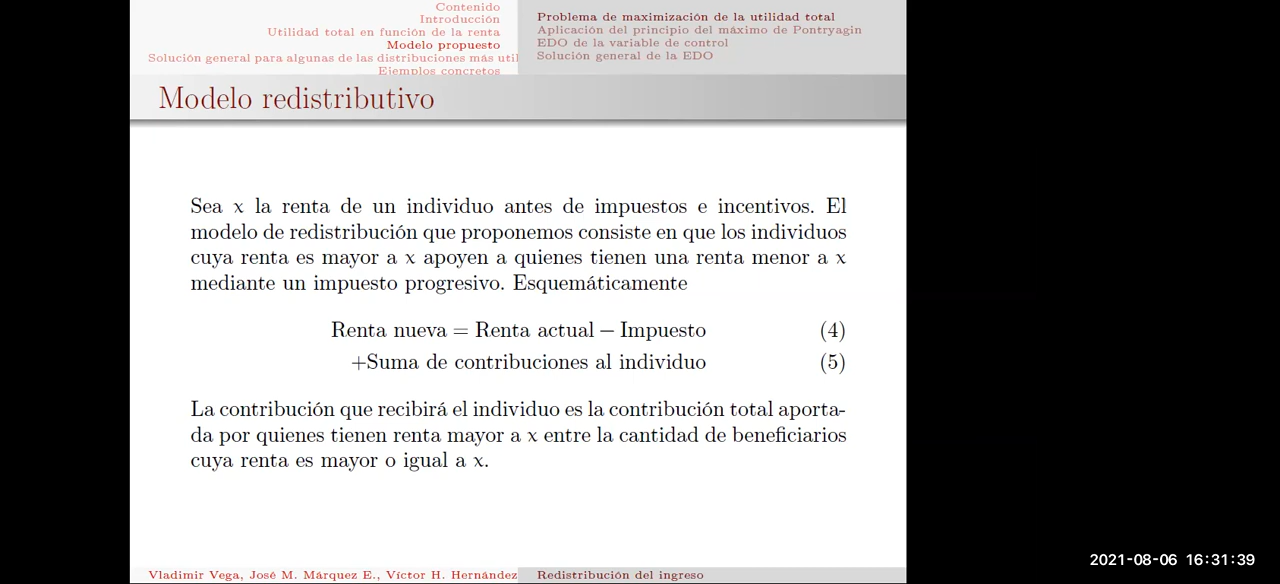 Contenido
Introducción
Utilidad total en función de la renta
Modelo propuesto
Solución general para algunas de las distribuciones más util
Ejemplos concretos
Problema de maximización de la utilidad total
Aplicación del principio del máximo de Pontryagin
EDO de la variable de control
Solución general de la EDO
Modelo redistributivo
Sea x la renta de un individuo antes de impuestos e incentivos. El
modelo de redistribución que proponemos consiste en que los individuos
cuya renta es mayor a x apoyen a quienes tienen una renta menor a x
mediante un impuesto progresivo. Esquemáticamente
Renta nueva = Renta actual − Impuesto (4)
+Suma de contribuciones al individuo (5)
La contribución que recibirá el individuo es la contribución total aporta-
da por quienes tienen renta mayor a x entre la cantidad de beneficiarios
cuya renta es mayor o igual a x.
Vladimir Vega, José M. Márquez E., Víctor H. Hernández
Redistribución del ingreso
2021-08-06 16:31:39